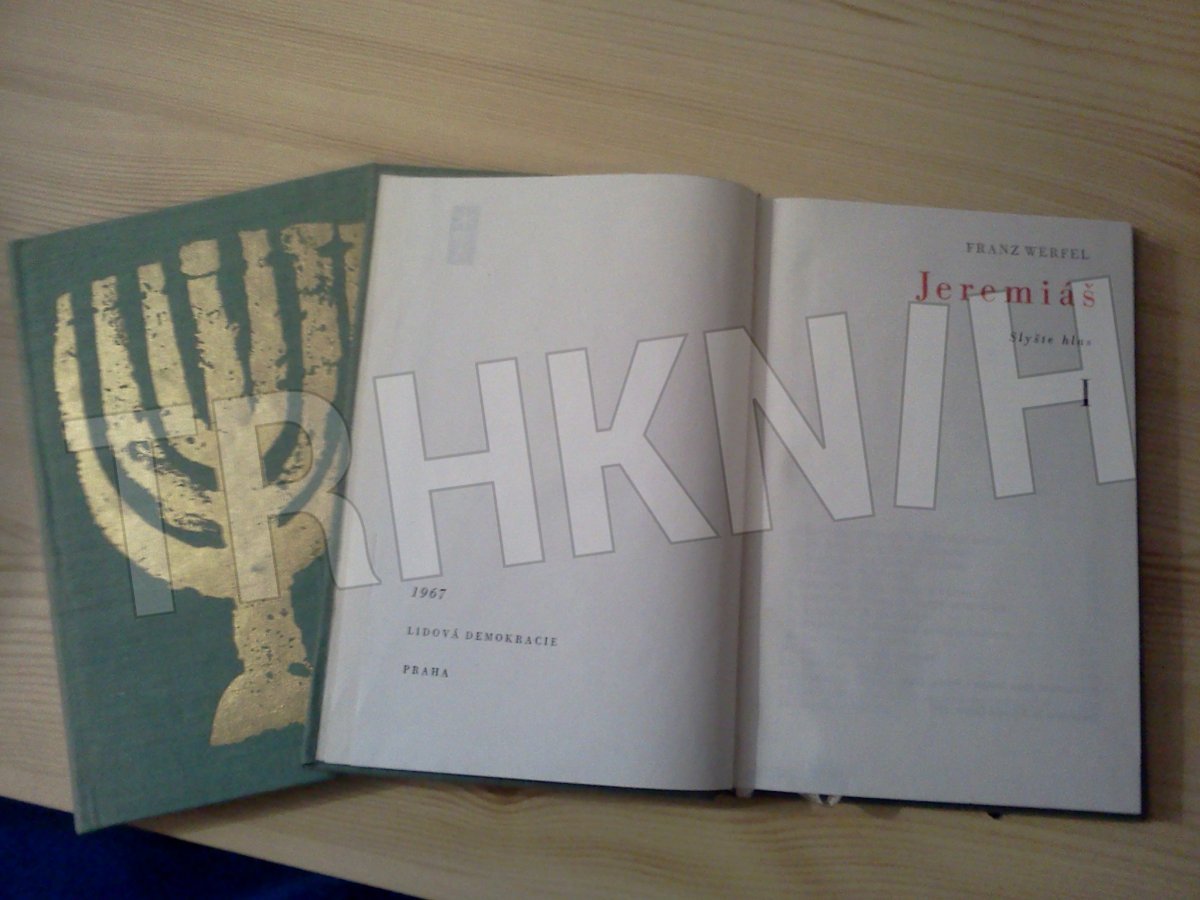 1967
LIDOVÁ DEMOKRACIE
PRAHA
FRANZ WERFEL
Jeremiáš
Slyšte hlas
I
TRHKNIH